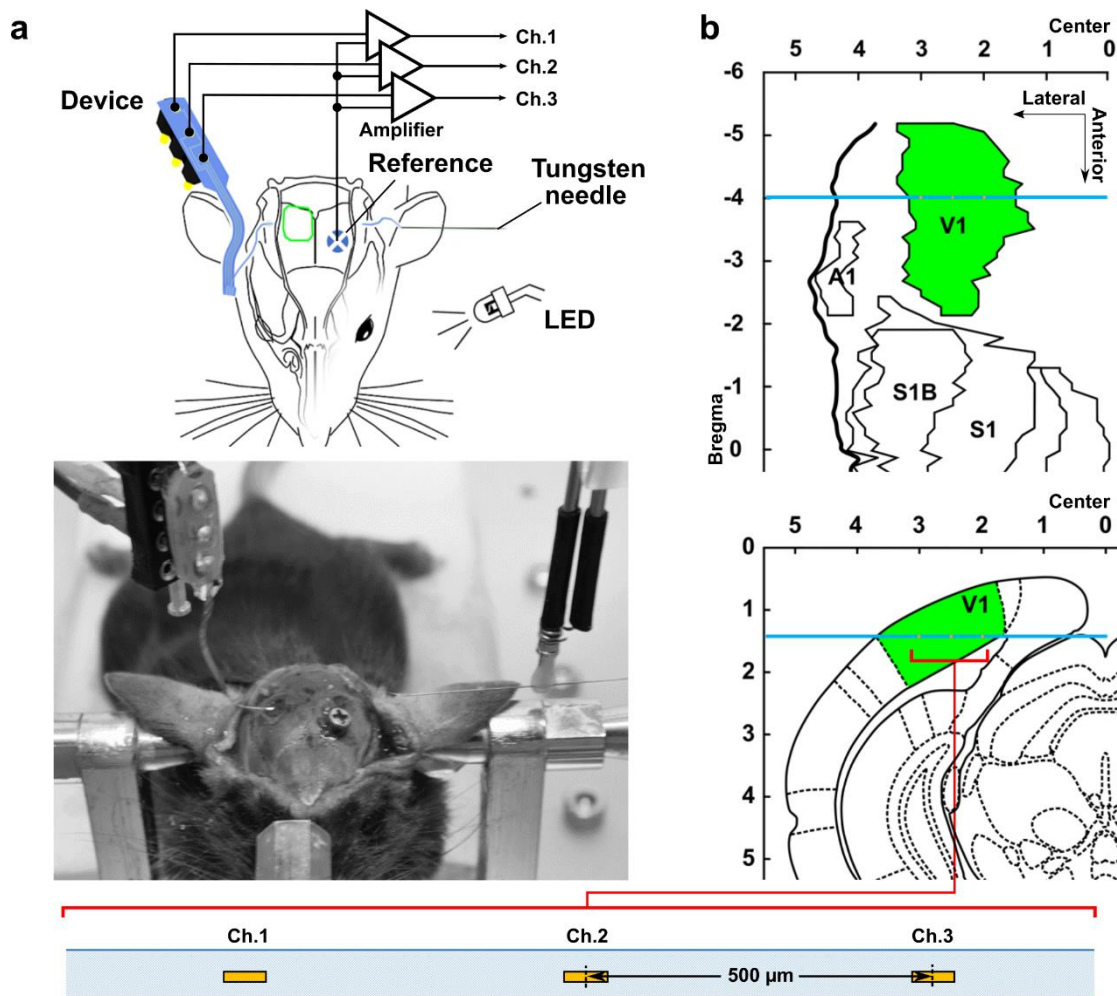 a
Ch.1
Ch.2
Ch.3
Device
Amplifier
Reference
Tungsten
needle
LED
b
Center
5 4 3 2 1 0
-6
-5
-4
-3
-2
-1
0
Lateral
Anterior
V1
A1
S1B
S1
Bregma
Center
5 4 3 2 1 0
0
1
2
3
4
5
V1
Ch.1 Ch.2 Ch.3
500 µm